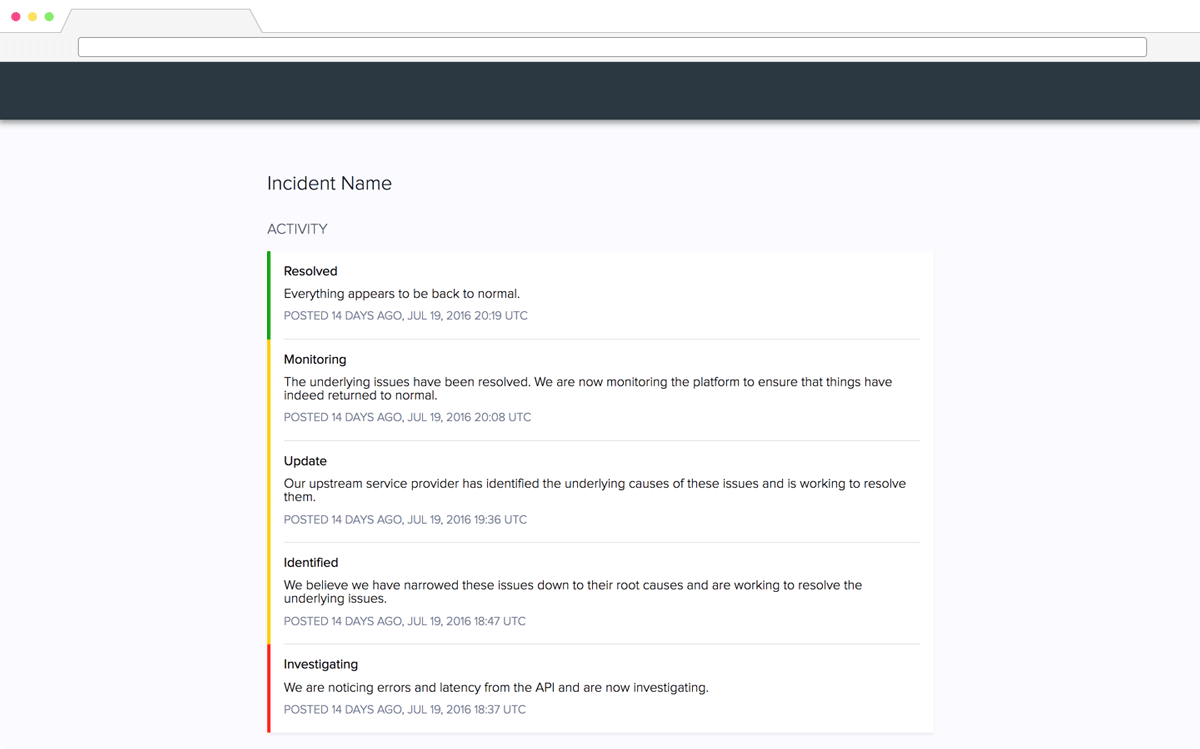 Incident Name
ACTIVITY
Resolved
Everything appears to be back to normal.
POSTED 14 DAYS AGO, JUL 19, 2016 20:19 UTC
Monitoring
The underlying issues have been resolved. We are now monitoring the platform to ensure that things have
indeed returned to normal.
POSTED 14 DAYS AGO, JUL 19, 2016 20:08 UTC
Update
Our upstream service provider has identified the underlying causes of these issues and is working to resolve
them.
POSTED 14 DAYS AGO, JUL 19, 2016 19:36 UTC
Identified
We believe we have narrowed these issues down to their root causes and are working to resolve the
underlying issues.
POSTED 14 DAYS AGO, JUL 19, 2016 18:47 UTC
Investigating
We are noticing errors and latency from the API and are now investigating.
POSTED 14 DAYS AGO, JUL 19, 2016 18:37 UTC